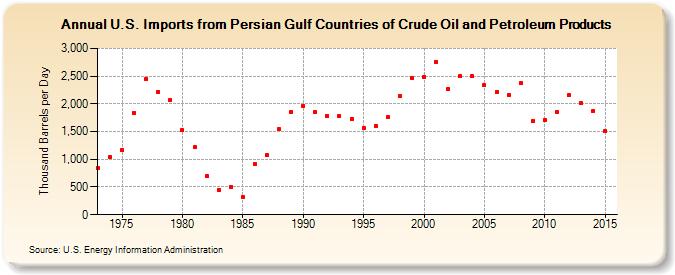 Annual U.S. Imports from Persian Gulf Countries of Crude Oil and Petroleum Products
Thousand Barrels per Day
3,000
2,500
2,000
1,500
1,000
500
0
1975 1980 1985 1990 1995 2000 2005 2010 2015
Source: U.S. Energy Information Administration